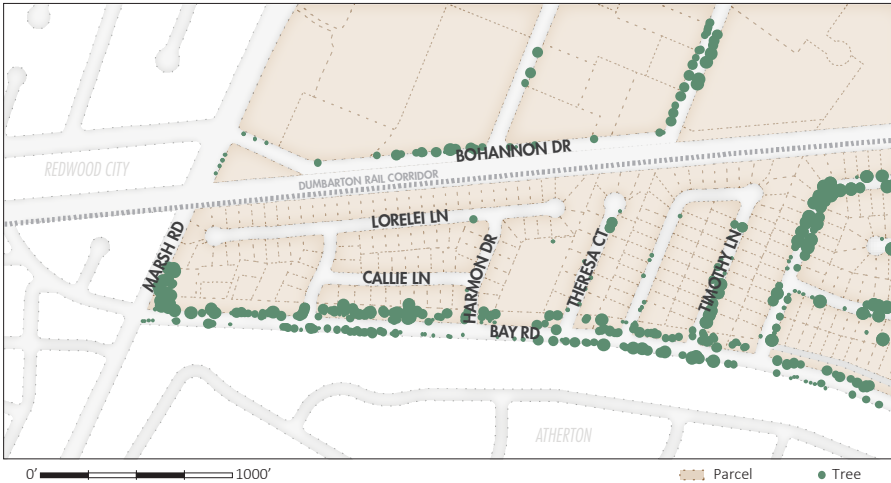 BOHANNON DR
REDWOOD CITY
DUMBARTON RAIL CORRIDOR
LORELEI LN
MARSH RD
HARMON DR
THERESA CT
TIMOTHY LN
CALLIE LN
BAY RD
ATHERTON
0' 1000' Parcel Tree